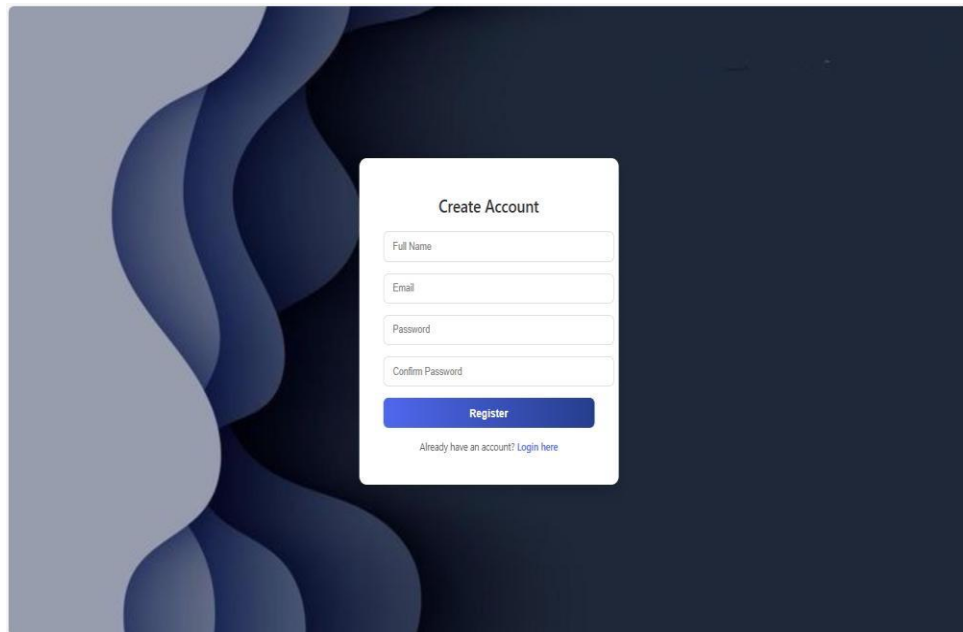 Create Account
Full Name
Email
Password
Confirm Password
Register
Already have an account? Login here